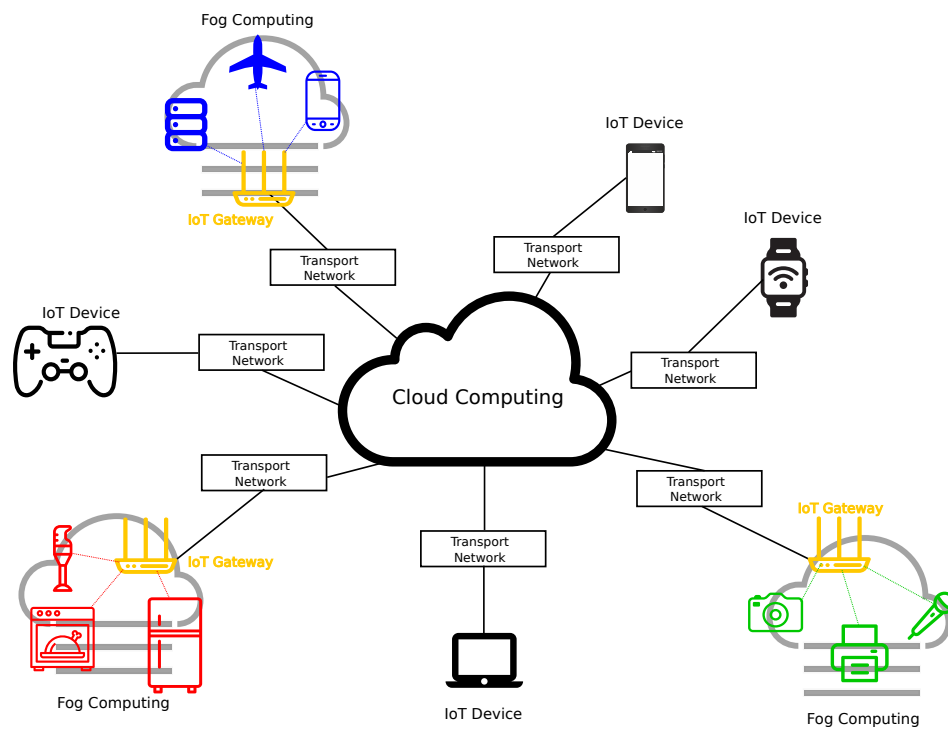 Fog Computing
IoT Gateway
IoT Device
IoT Device
Transport
Network
Transport
Network
IoT Device
Transport
Network
Transport
Network
Cloud Computing
Transport
Network
Transport
Network
IoT Gateway
Transport
Network
IoT Gateway
Fog Computing
IoT Device
Fog Computing